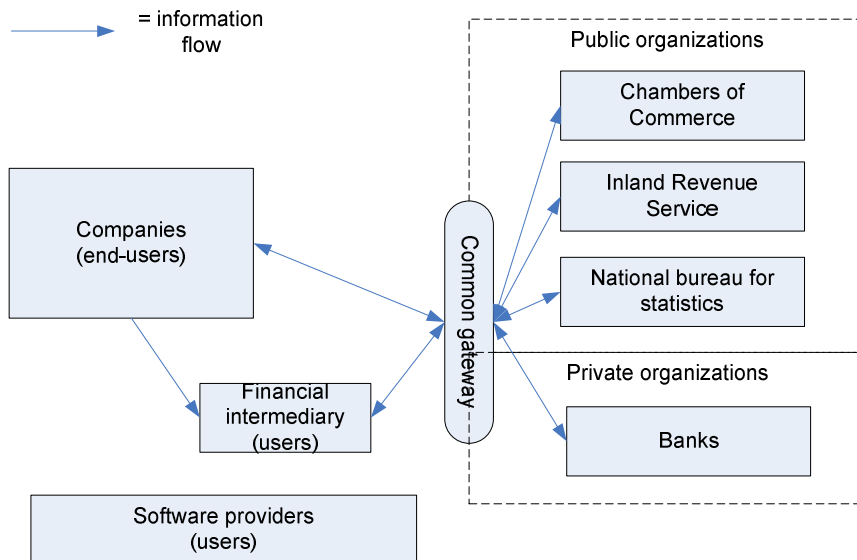 = information
flow
Public organizations
Chambers of
Commerce
Inland Revenue
Service
National bureau for
statistics
Companies
(end-users)
Common gateway
Private organizations
Financial
intermediary
(users)
Banks
Software providers
(users)